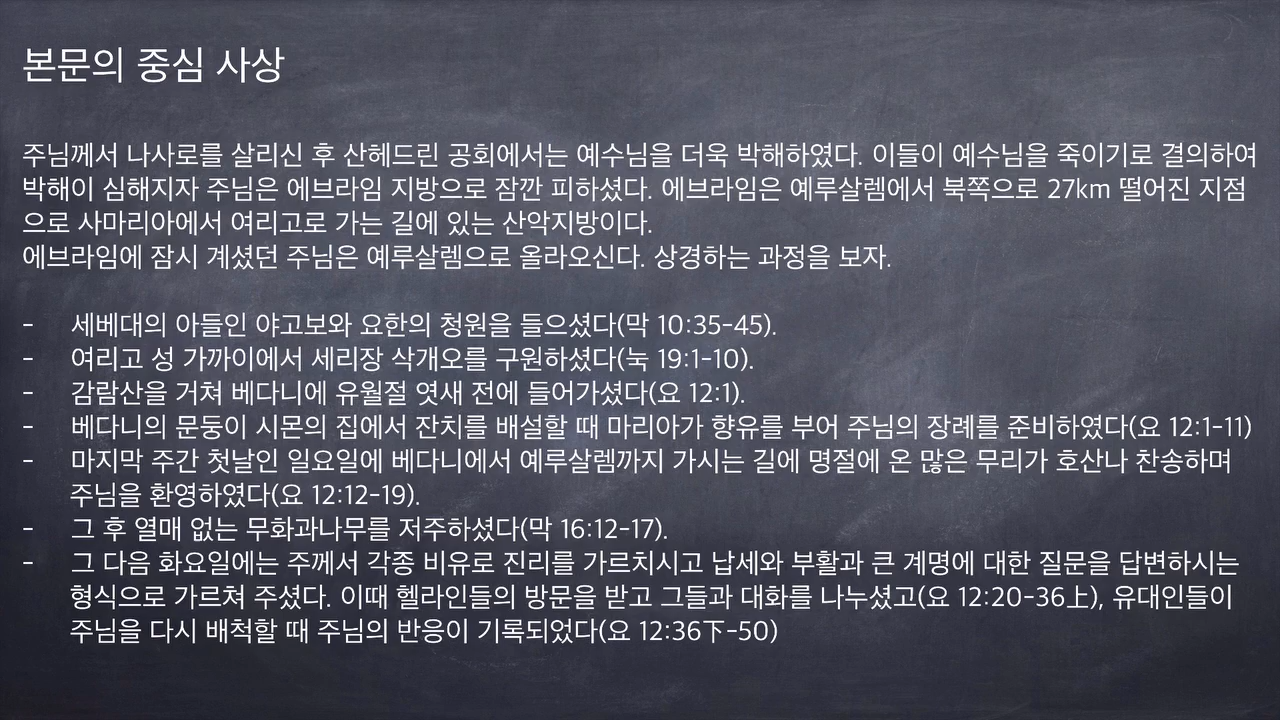 본문의 중심 사상
주님께서 나사로를 살리신 후 산헤드린 공회에서는 예수님을 더욱 박해하였다. 이들이 예수님을 죽이기로 결의하여
박해이 심해지자 주님은 에브라임 지방으로 잠깐 피하셨다. 에브라임은 예루살렘에서 북쪽으로 27km 떨어진 지점
으로 사마리아에서 여리고로 가는 길에 있는 산악지방이다.
에브라임에 잠시 계셨던 주님은 예루살렘으로 올라오신다. 상경하는 과정을 보자.
- 세베대의 아들인 야고보와 요한의 청원을 들으셨다(막 10:35-45).
- 여리고 성 가까이에서 세리장 삭개오를 구원하셨다(눅 19:1-10).
- 감람산을 거쳐 베다니에 유월절 엿새 전에 들어가셨다(요 12:1).
- 베다니의 문둥이 시몬의 집에서 잔치를 배설할 때 마리아가 향유를 부어 주님의 장례를 준비하였다(요 12:1-11)
- 마지막 주간 첫날인 일요일에 베다니에서 예루살렘까지 가시는 길에 명절에 온 많은 무리가 호산나 찬송하며
주님을 환영하였다(요 12:12-19).
- 그 후 열매 없는 무화과나무를 저주하셨다(막 16:12-17).
- 그 다음 화요일에는 주께서 각종 비유로 진리를 가르치시고 납세와 부활과 큰 계명에 대한 질문을 답변하시는
형식으로 가르쳐 주셨다. 이때 헬라인들의 방문을 받고 그들과 대화를 나누셨고(요 12:20-36上), 유대인들이
주님을 다시 배척할 때 주님의 반응이 기록되었다(요 12:36下-50)